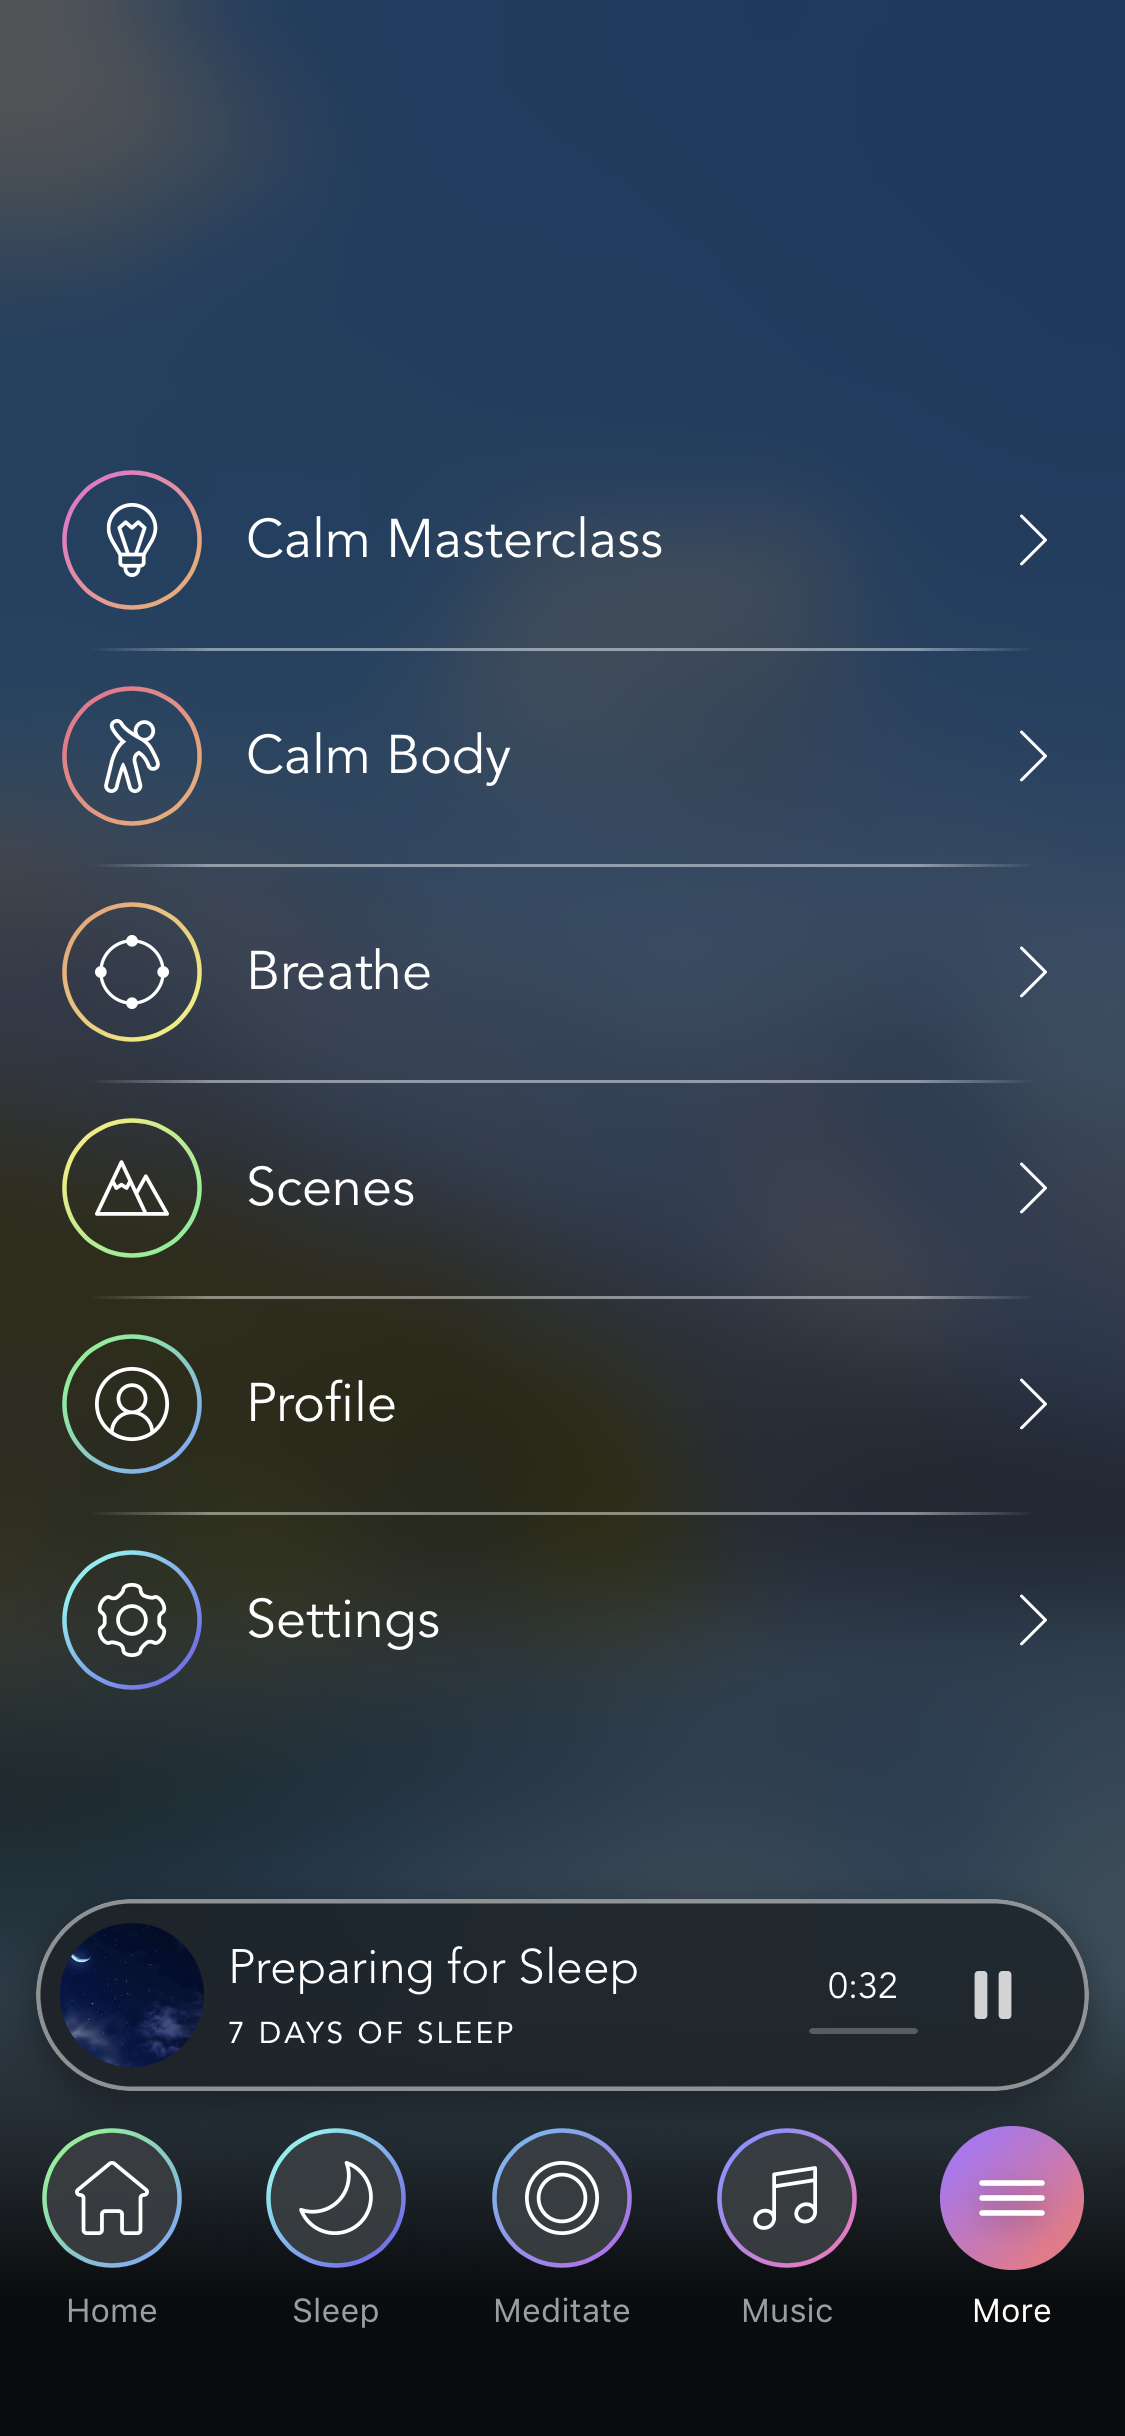 Calm Masterclass
Calm Body
Breathe
Scenes
Profile
Settings
Preparing for Sleep
7 DAYS OF SLEEP
0:32
Home
Sleep
Meditate
Music
More